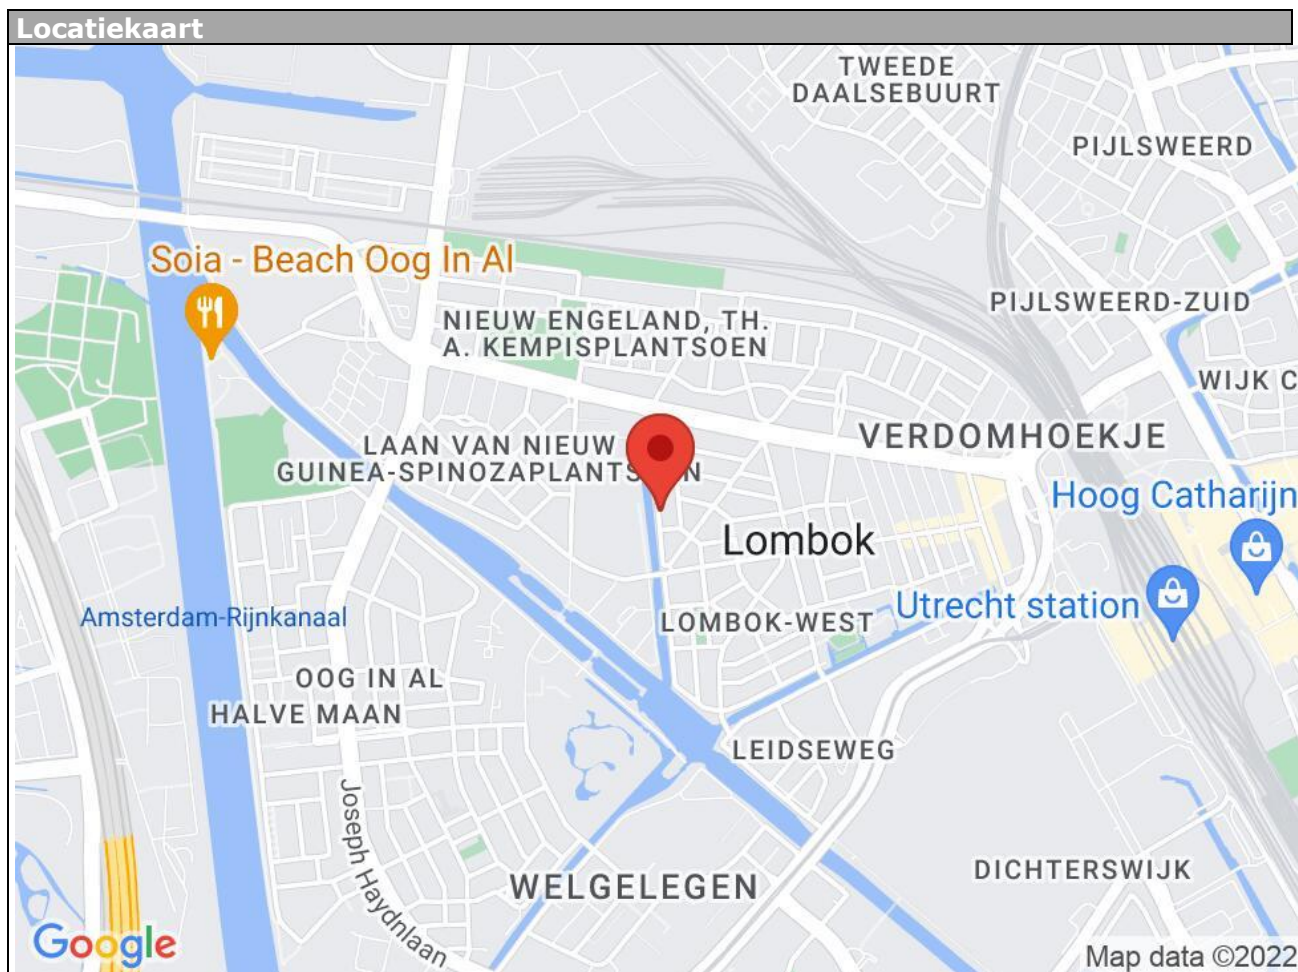 Locatiekaart
TWEEDE
DAALSEBUURT
PIJLSWEERD
Soia - Beach Oog In Al
PIJLSWEERD-ZUID
NIEUW ENGELAND, TH.
A. KEMPISPLANTSOEN
WIJK C
LAAN VAN NIEUW
GUINEA-SPINOZAPLANTS N
VERDOMHOEKJE
Hoog Catharijn
Lombok
Utrecht station
Amsterdam-Rijnkanaal
LOMBOK-WEST
OOG IN AL
HALVE MAAN
LEIDSEWEG
Joseph Haydnlaan
DICHTERSWIJK
WELGELEGEN
Google
Map data ©2022